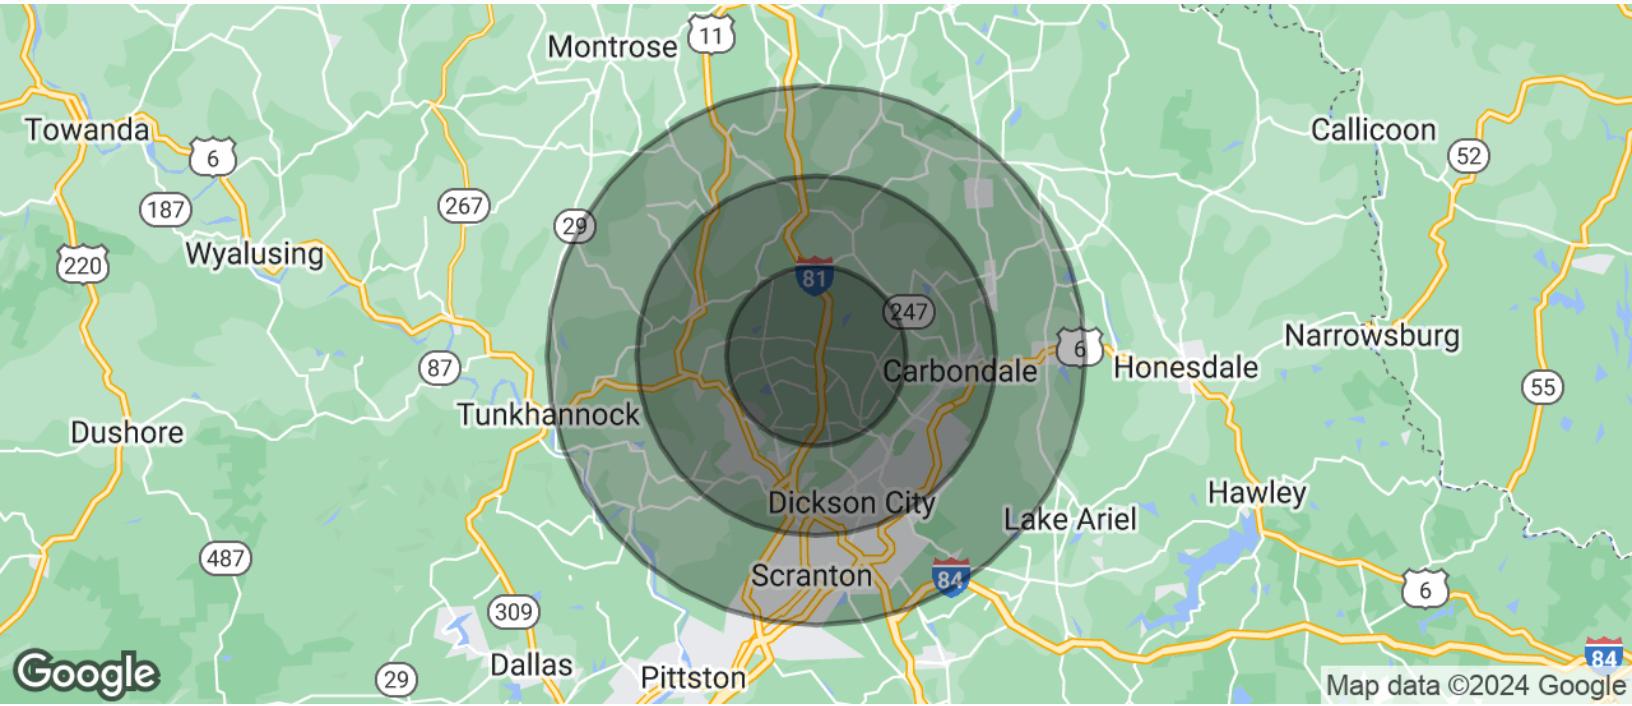 Montrose
11
Towanda
6
Callicoon
52
187
267
29
Wyalusing
220
81
247
Narrowsburg
6
87
Carbondale
Honesdale
55
Tunkhannock
Dushore
Dickson City
Hawley
Lake Ariel
487
Scranton
84
6
309
Dallas
Pittston
29
84
Google
Map data ©2024 Google